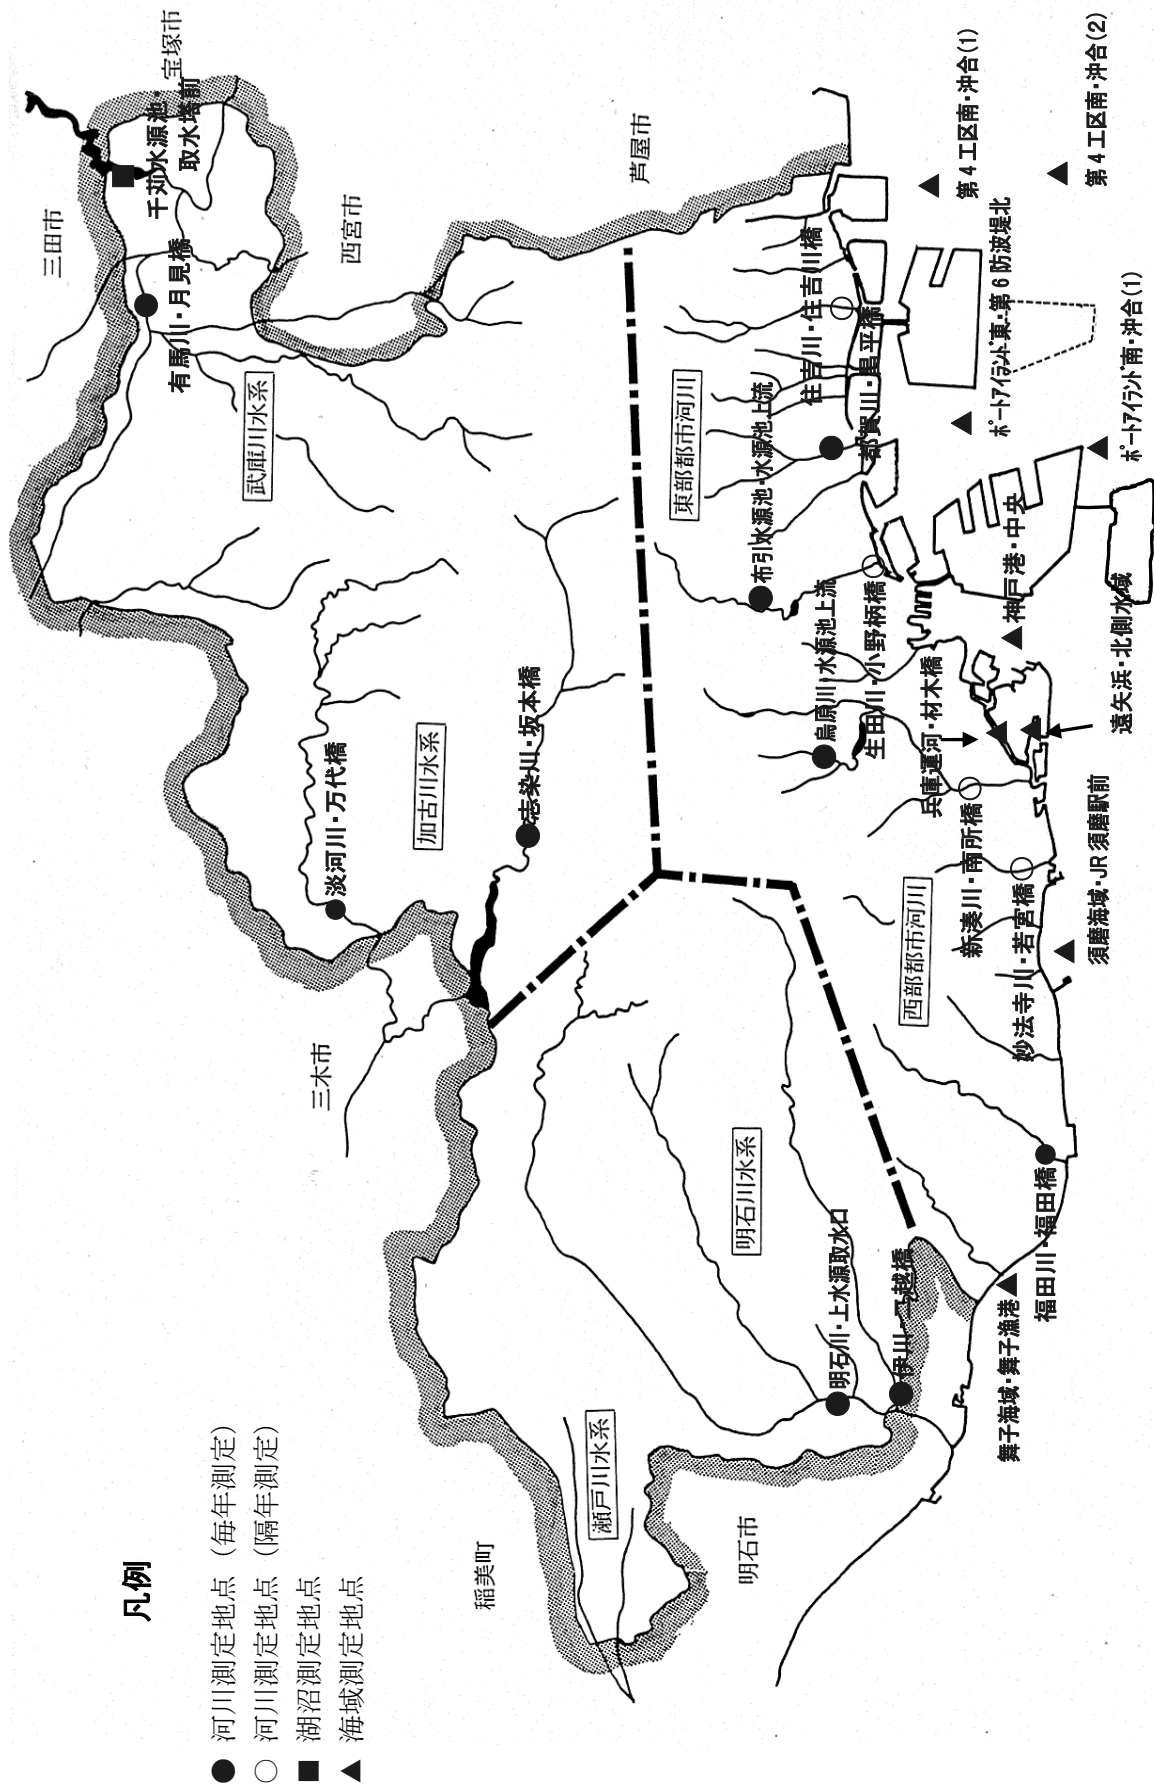 凡例
● 河川測定地点（毎年測定）
○ 河川測定地点（隔年測定）
■ 湖沼測定地点
▲ 海域測定地点
三田市
宝塚市
千苅水源池・
取水塔前
有馬川・月見橋
西宮市
芦屋市
武庫川水系
淡河川・万代橋
加古川水系
志染川・坂本橋
三木市
東部都市河川
住吉川・住吉川橋
都賀川・昌平橋
布引水源池・水源池上流
烏原川・水源池上流
生田川・小野柄橋
兵庫運河・材木橋
新湊川・南所橋
西部都市河川
妙法寺川・若宮橋
福田川・福田橋
明石川水系
明石川・上水源取水口
伊川・二越橋
瀬戸川水系
稲美町
明石市
第4工区南・沖合(1)
第4工区南・沖合(2)
ポートアイランド東・第6防波堤北
ポートアイランド南・沖合(1)
神戸港・中央
遠矢浜・北側水域
須磨海域・JR須磨駅前
舞子海域・舞子漁港